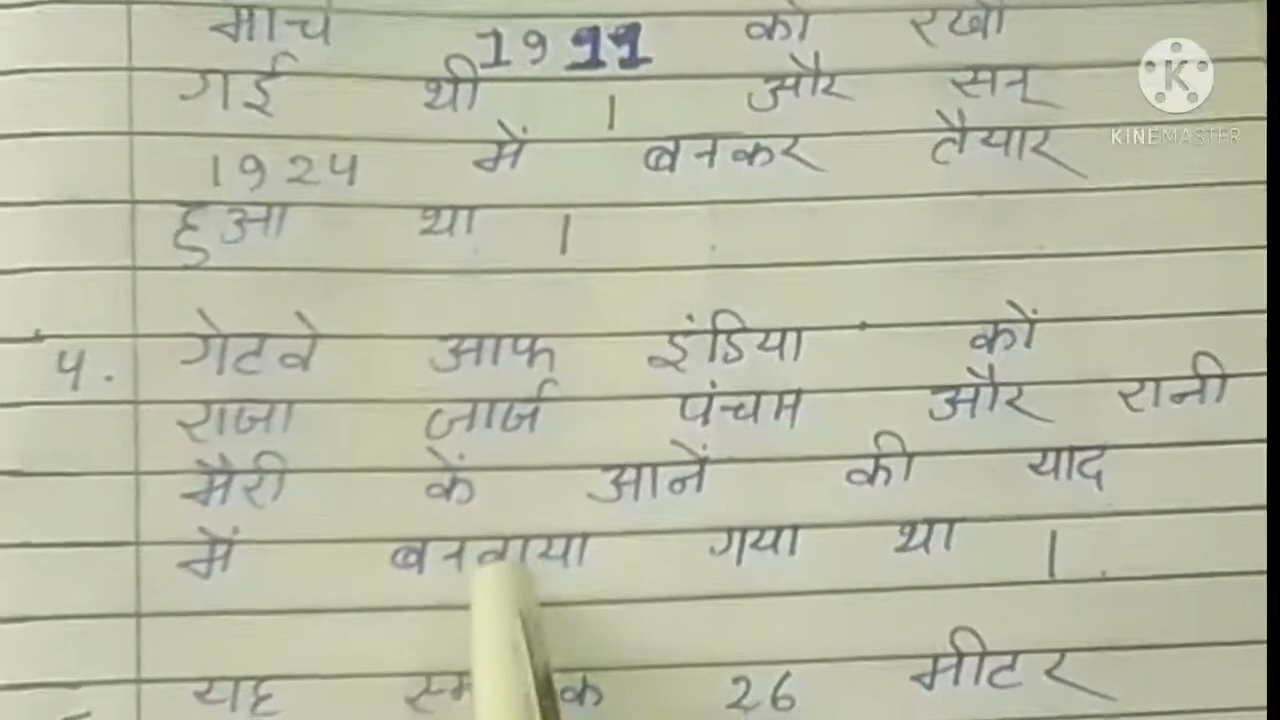 मार्च 1911 को रखी
गई थी । और सन्
1924 में बनकर तैयार
हुआ था ।
4. गेटवे आफ इंडिया कों
राजा जार्ज पंचम और रानी
मैरी कें आनें की याद
में बनवाया गया था ।
यह 26 मीटर
K
KINEMASTER